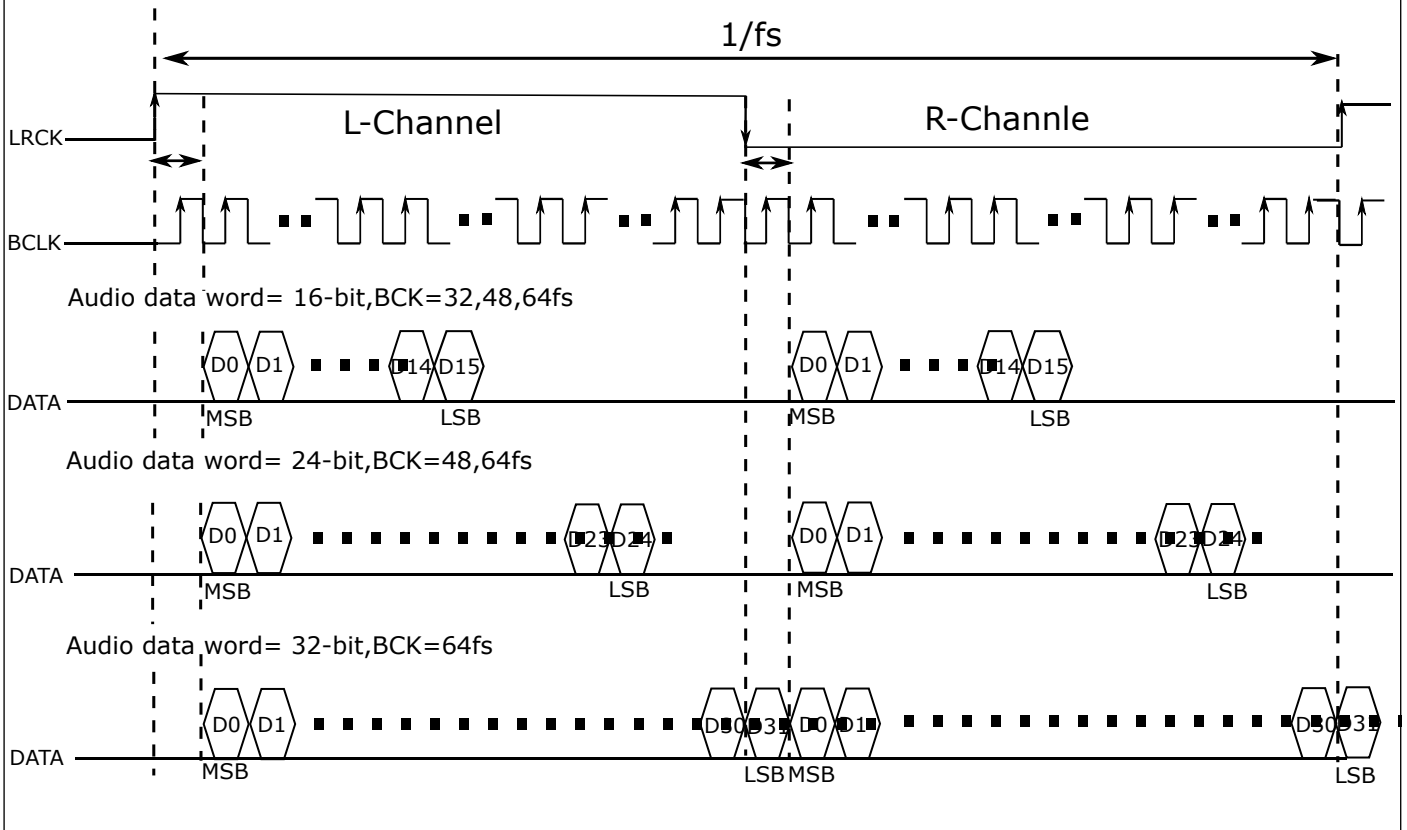 1/fs
LRCK L-Channel R-Channle
BCLK
Audio data word= 16-bit,BCK=32,48,64fs
D0 D1 D14 D15 D0 D1 D14 D15
DATA
MSB LSB MSB LSB
Audio data word= 24-bit,BCK=48,64fs
D0 D1 D23 D24 D0 D1 D23 D24
DATA
MSB LSB MSB LSB
Audio data word= 32-bit,BCK=64fs
D0 D1 D30 D31 D0 D1 D30 D31
DATA
MSB LSB MSB LSB